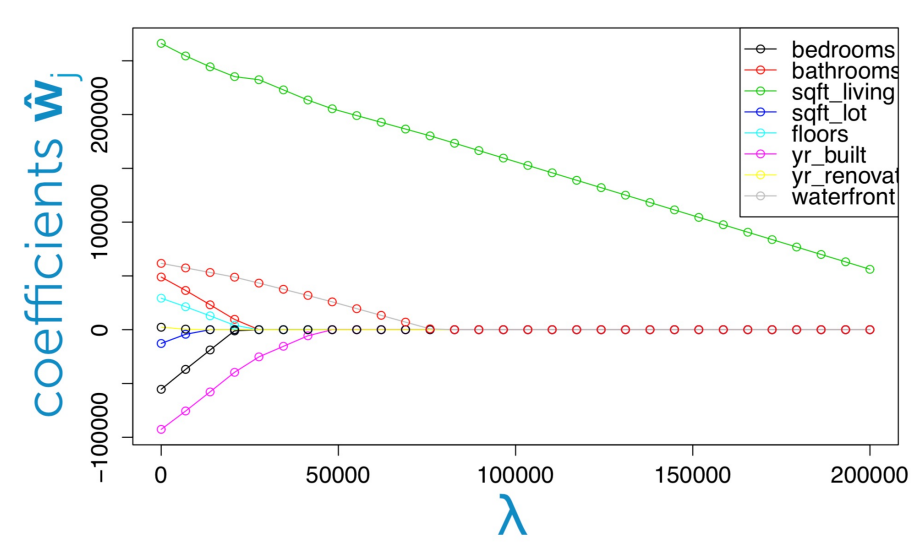 coefficients ŵj
200000
100000
0
-100000
0
50000
100000
150000
200000
λ
bedrooms
bathrooms
sqft_living
sqft_lot
floors
yr_built
yr_renovat
waterfront